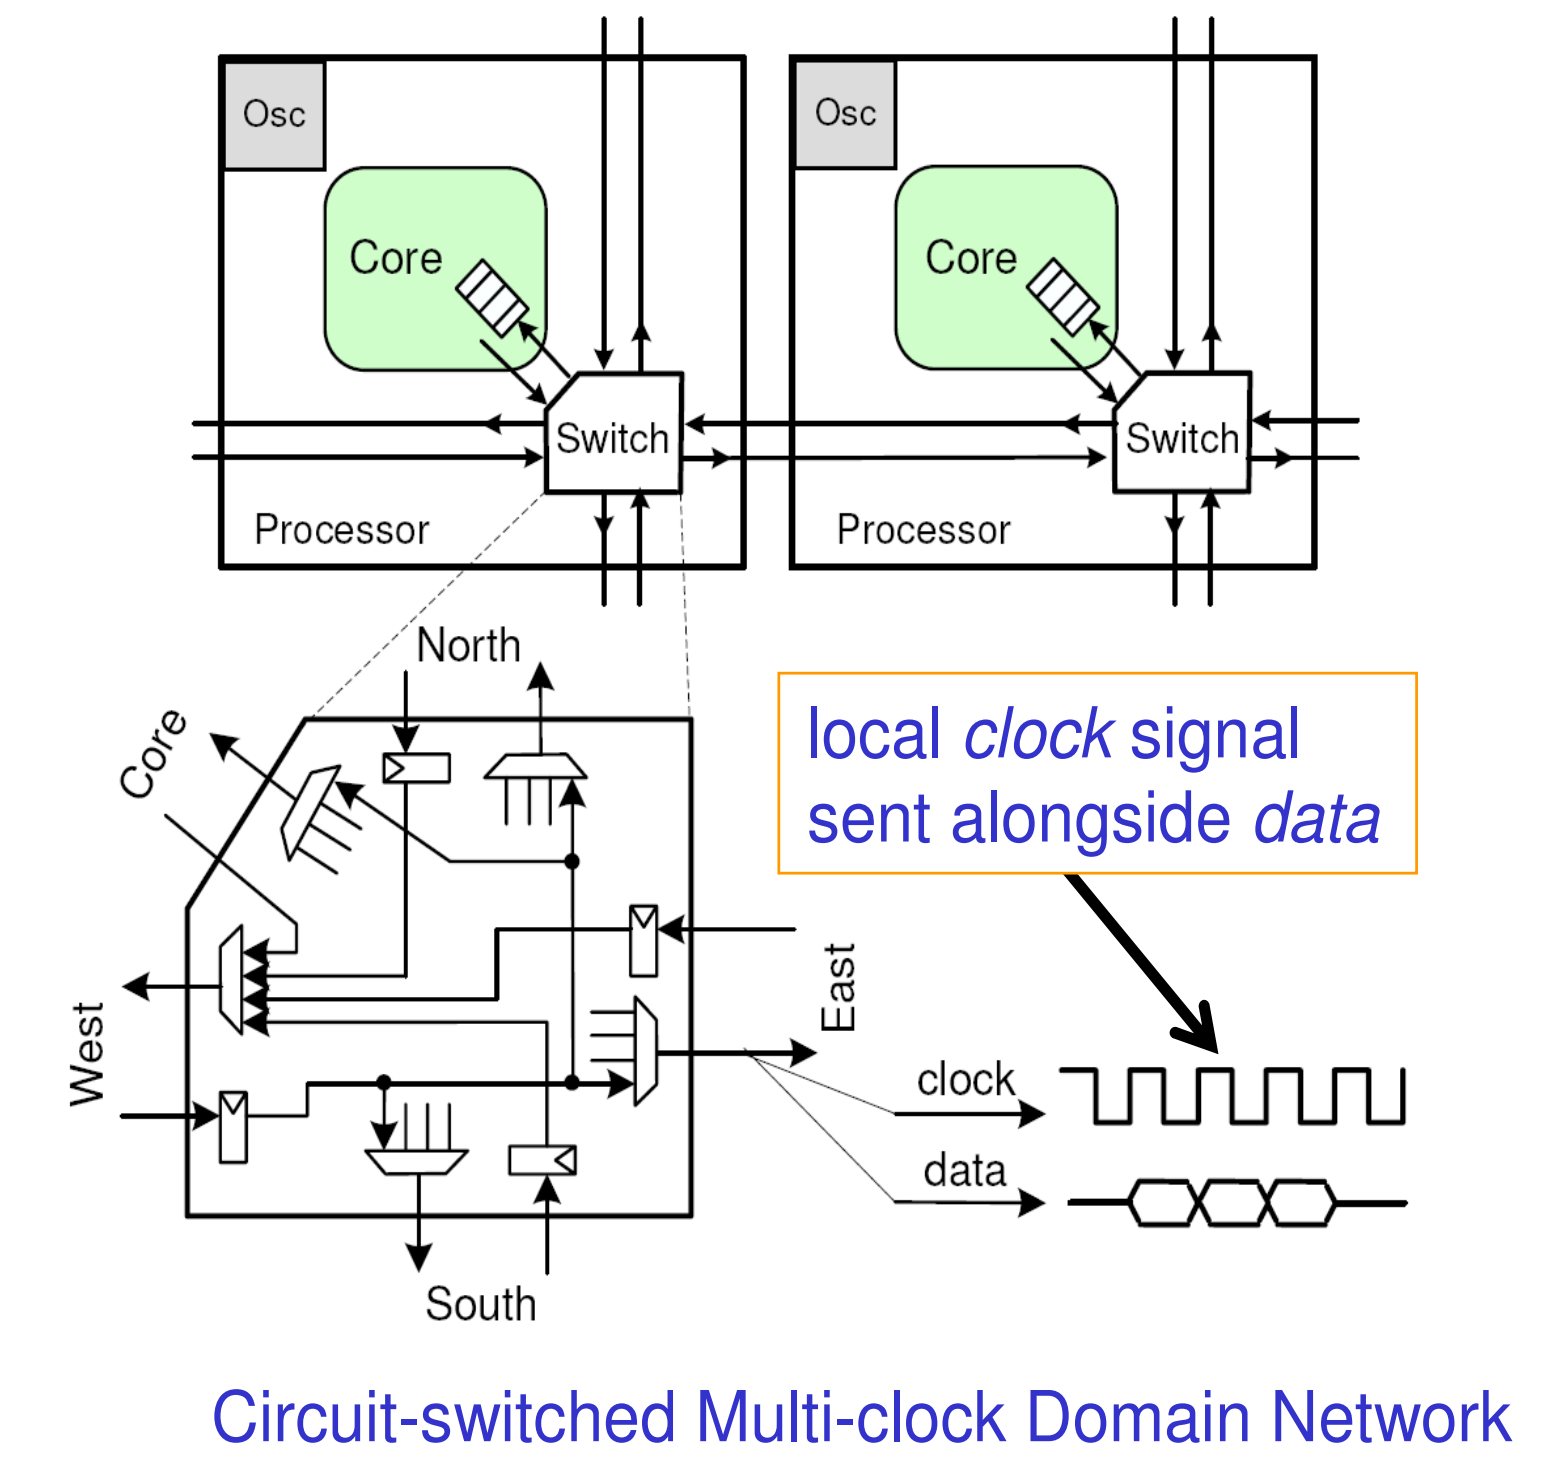 Osc
Osc
Core
Core
Switch
Switch
Processor
Processor
North
Core
local clock signal
sent alongside data
East
West
clock
data
South
Circuit-switched Multi-clock Domain Network